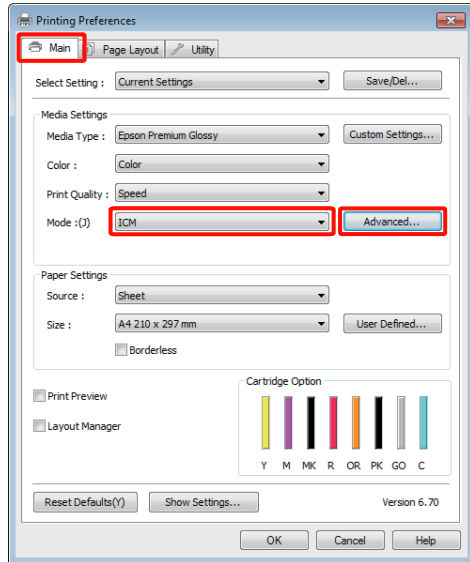 Printing Preferences
Main Page Layout Utility
Select Setting : Current Settings Save/Del...
Media Settings
Media Type : Epson Premium Glossy Custom Settings...
Color : Color
Print Quality : Speed
Mode :(J) ICM Advanced...
Paper Settings
Source : Sheet
Size : A4 210 x 297 mm User Defined...
Borderless
Print Preview
Layout Manager
Cartridge Option
Y M MK R OR PK GO C
Reset Defaults(Y) Show Settings... Version 6.70
OK Cancel Help